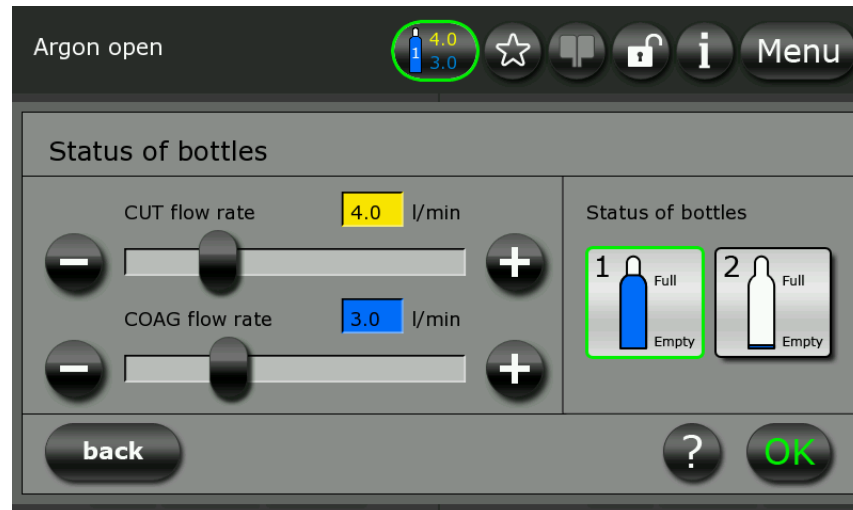 Argon open
1 4.0
3.0
i
Menu
Status of bottles
CUT flow rate 4.0 l/min
COAG flow rate 3.0 l/min
Status of bottles
1 Full
Empty
2 Full
Empty
back
?
OK